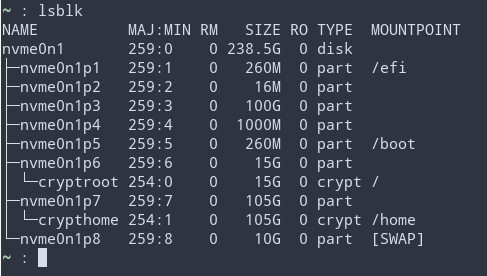 ~ : lsblk
NAME          MAJ:MIN RM   SIZE RO TYPE  MOUNTPOINT
nvme0n1       259:0    0 238.5G  0 disk
├─nvme0n1p1   259:1    0   260M  0 part  /efi
├─nvme0n1p2   259:2    0    16M  0 part
├─nvme0n1p3   259:3    0   100G  0 part
├─nvme0n1p4   259:4    0  1000M  0 part
├─nvme0n1p5   259:5    0   260M  0 part  /boot
├─nvme0n1p6   259:6    0    15G  0 part
│ └─cryptroot 254:0    0    15G  0 crypt /
├─nvme0n1p7   259:7    0   105G  0 part
│ └─crypthome 254:1    0   105G  0 crypt /home
└─nvme0n1p8   259:8    0    10G  0 part  [SWAP]
~ :